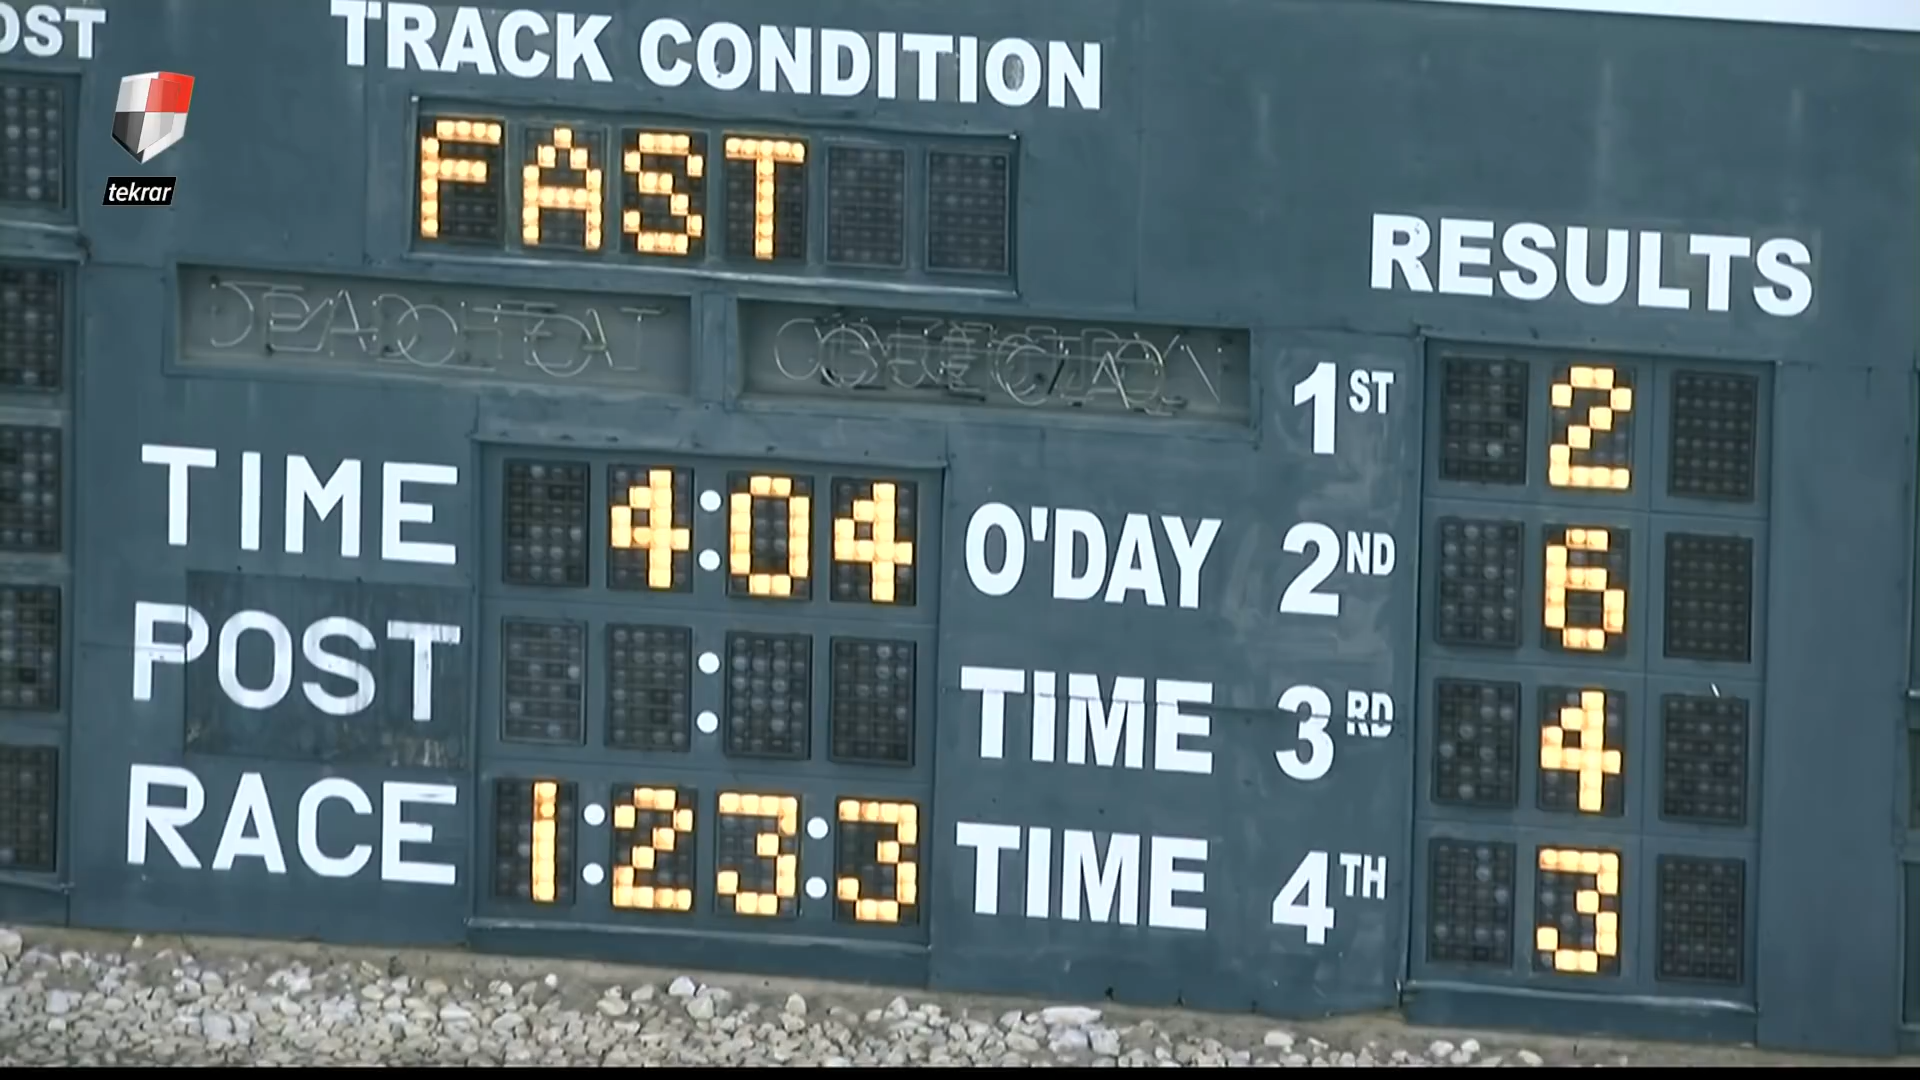 OST
TRACK CONDITION
tekrar
FAST
RESULTS
DEADHEAT
1ST 2
TIME 4:04 O'DAY 2ND 6
POST : TIME 3RD 4
RACE 1:23:3 TIME 4TH 3